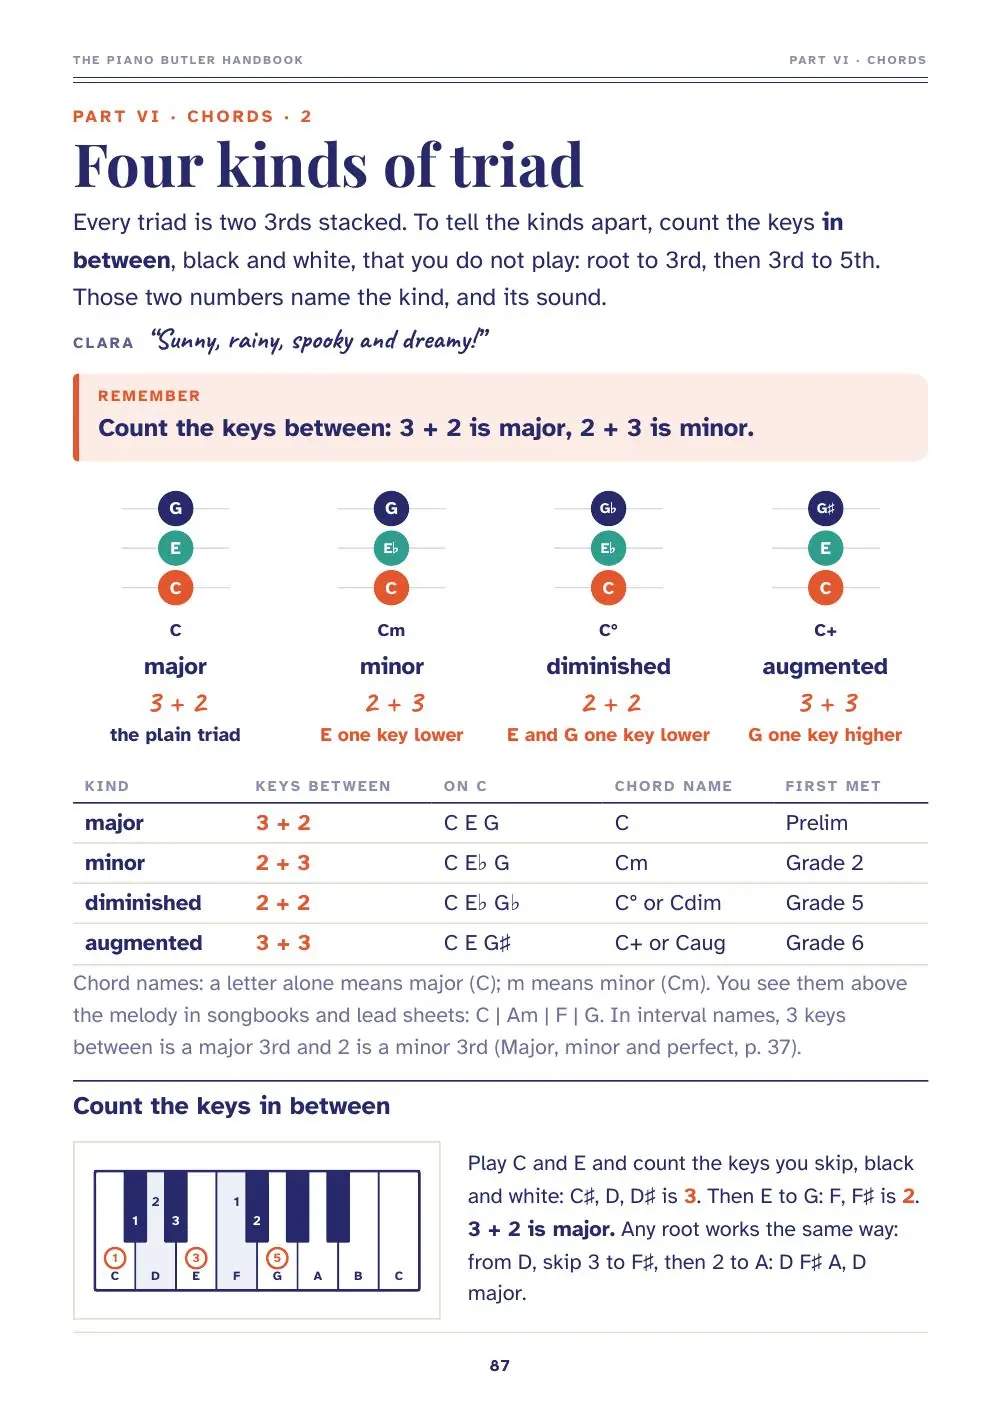 THE PIANO BUTLER HANDBOOK
PART VI · CHORDS
PART VI · CHORDS · 2
Four kinds of triad
Every triad is two 3rds stacked. To tell the kinds apart, count the keys in
between, black and white, that you do not play: root to 3rd, then 3rd to 5th.
Those two numbers name the kind, and its sound.
CLARA “Sunny, rainy, spooky and dreamy!”
REMEMBER
Count the keys between: 3 + 2 is major, 2 + 3 is minor.
G G G♭ G♯
E E♭ E♭ E
C C C C
C Cm C° C+
major minor diminished augmented
3 + 2 2 + 3 2 + 2 3 + 3
the plain triad E one key lower E and G one key lower G one key higher
KIND KEYS BETWEEN ON C CHORD NAME FIRST MET
major 3 + 2 C E G C Prelim
minor 2 + 3 C E♭ G Cm Grade 2
diminished 2 + 2 C E♭ G♭ C° or Cdim Grade 5
augmented 3 + 3 C E G♯ C+ or Caug Grade 6
Chord names: a letter alone means major (C); m means minor (Cm). You see them above
the melody in songbooks and lead sheets: C | Am | F | G. In interval names, 3 keys
between is a major 3rd and 2 is a minor 3rd (Major, minor and perfect, p. 37).
Count the keys in between
2 1
1 3 2
1 3 5
C D E F G A B C
Play C and E and count the keys you skip, black
and white: C♯, D, D♯ is 3. Then E to G: F, F♯ is 2.
3 + 2 is major. Any root works the same way:
from D, skip 3 to F♯, then 2 to A: D F♯ A, D
major.
87